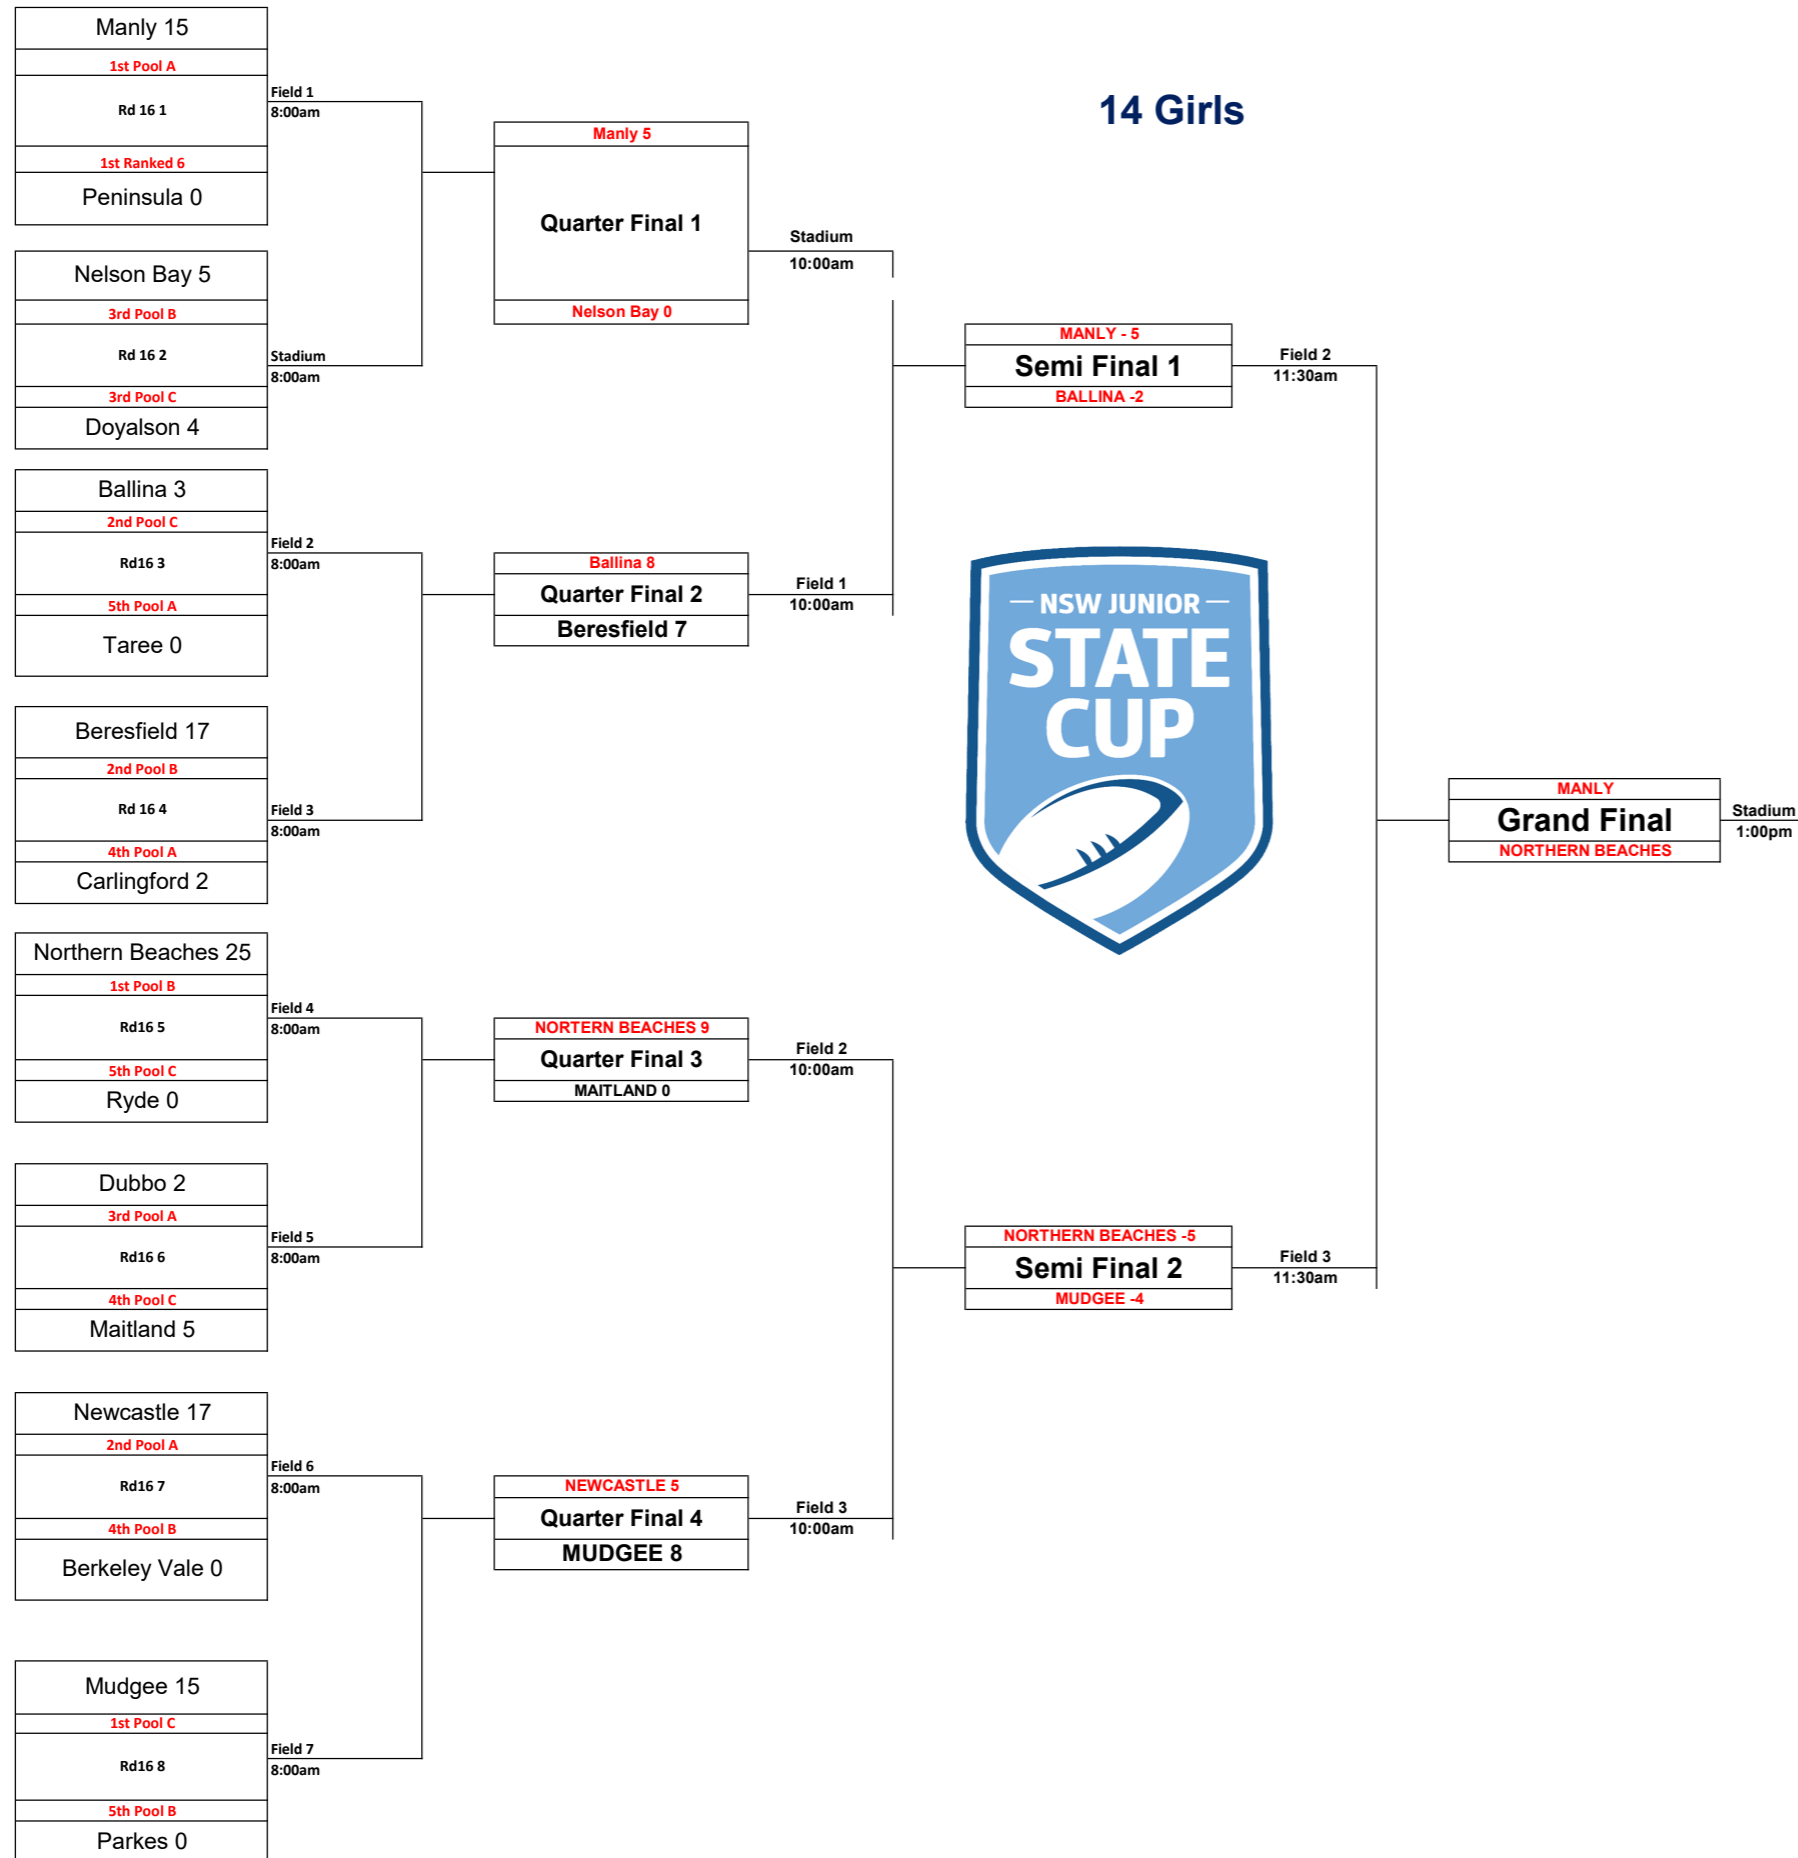 14 Girls
Manly 15
1st Pool A
Rd 16 1
1st Ranked 6
Peninsula 0
Field 1
8:00am
Nelson Bay 5
3rd Pool B
Rd 16 2
3rd Pool C
Doyalson 4
Stadium
8:00am
Ballina 3
2nd Pool C
Rd16 3
5th Pool A
Taree 0
Field 2
8:00am
Beresfield 17
2nd Pool B
Rd 16 4
4th Pool A
Carlingford 2
Field 3
8:00am
Northern Beaches 25
1st Pool B
Rd16 5
5th Pool C
Ryde 0
Field 4
8:00am
Dubbo 2
3rd Pool A
Rd16 6
4th Pool C
Maitland 5
Field 5
8:00am
Newcastle 17
2nd Pool A
Rd16 7
4th Pool B
Berkeley Vale 0
Field 6
8:00am
Mudgee 15
1st Pool C
Rd16 8
5th Pool B
Parkes 0
Field 7
8:00am
Manly 5
Quarter Final 1
Nelson Bay 0
Stadium
10:00am
Ballina 8
Quarter Final 2
Beresfield 7
Field 1
10:00am
NORTERN BEACHES 9
Quarter Final 3
MAITLAND 0
Field 2
10:00am
NEWCASTLE 5
Quarter Final 4
MUDGEE 8
Field 3
10:00am
MANLY - 5
Semi Final 1
BALLINA -2
Field 2
11:30am
NSW JUNIOR
STATE
CUP
NORTHERN BEACHES -5
Semi Final 2
MUDGEE -4
Field 3
11:30am
MANLY
Grand Final
NORTHERN BEACHES
Stadium
1:00pm